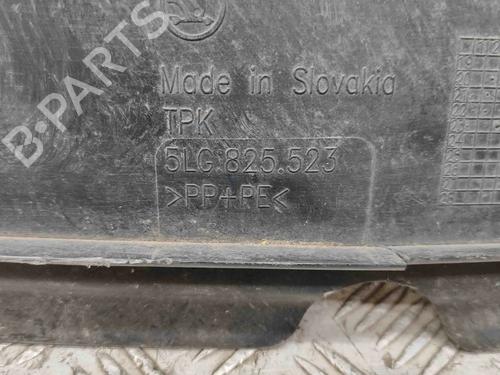 B-PARTS
Made in Slovakia
TPK
5LG.825.523
>PP+PE<